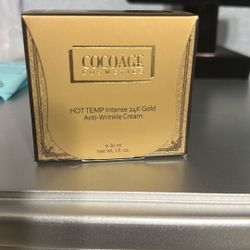 COCOAGE
COSMETICS
HOT TEMP Intense 24K Gold
Anti-Wrinkle Cream
e 30 ml
Net Wt. 1 fl. oz.